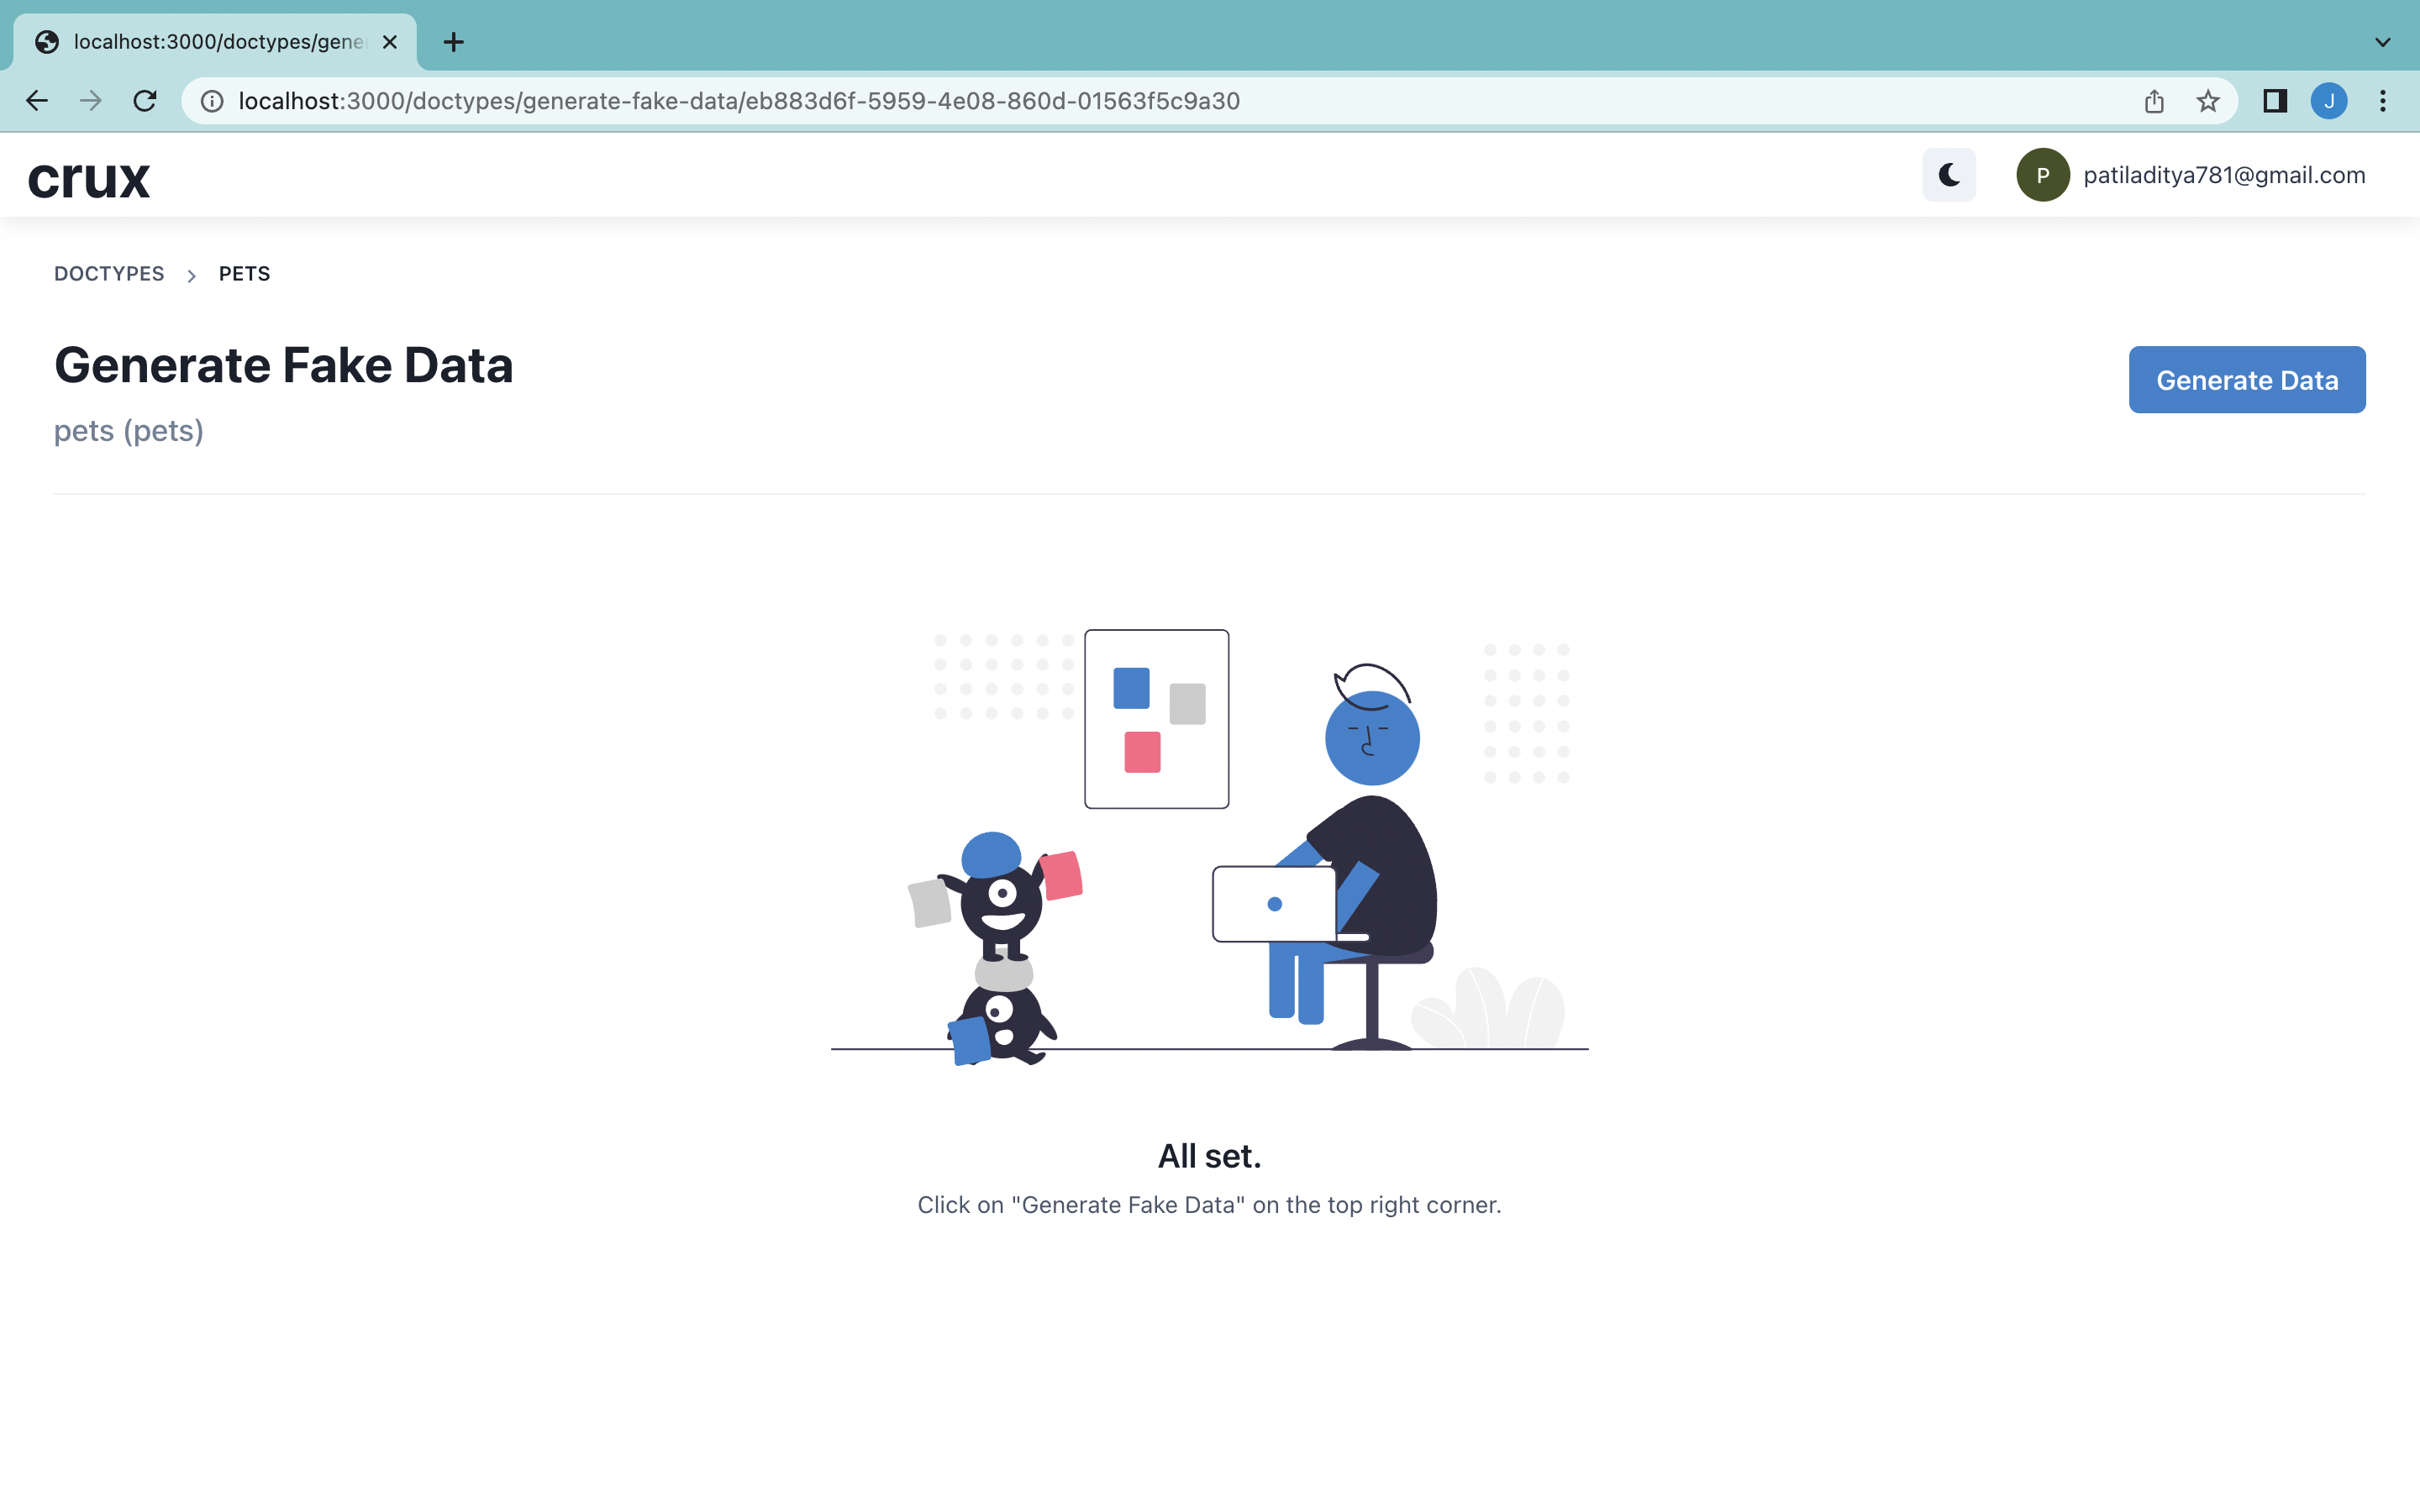 localhost:3000/doctypes/gene
localhost:3000/doctypes/generate-fake-data/eb883d6f-5959-4e08-860d-01563f5c9a30
J
crux
P
patiladitya781@gmail.com
DOCTYPES > PETS
Generate Fake Data
Generate Data
pets (pets)
All set.
Click on "Generate Fake Data" on the top right corner.